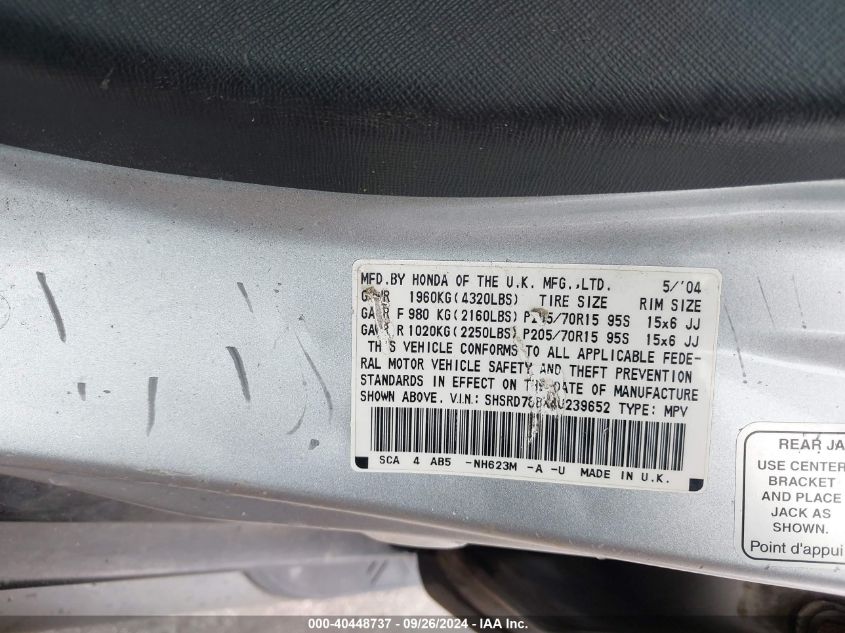 MFD.BY HONDA OF THE U.K. MFG.,LTD. 5/'04
1960KG(4320LBS) TIRE SIZE RIM SIZE
F 980 KG(2160LBS) /70R15 95S 15x6 JJ
R 1020KG(2250LBS) P205/70R15 95S 15x6 JJ
THIS VEHICLE CONFORMS TO ALL APPLICABLE FEDE-
RAL MOTOR VEHICLE SAFETY AND THEFT PREVENTION
STANDARDS IN EFFECT ON THE DATE OF MANUFACTURE
SHOWN ABOVE. V.I.N.: TYPE: MPV
SCA 4 AB5 -NH623M -A -U MADE IN U.K.
REAR JA
USE CENTER
BRACKET
AND PLACE
JACK AS
SHOWN.
Point d'appui
000-40448737 - 09/26/2024 - IAA Inc.